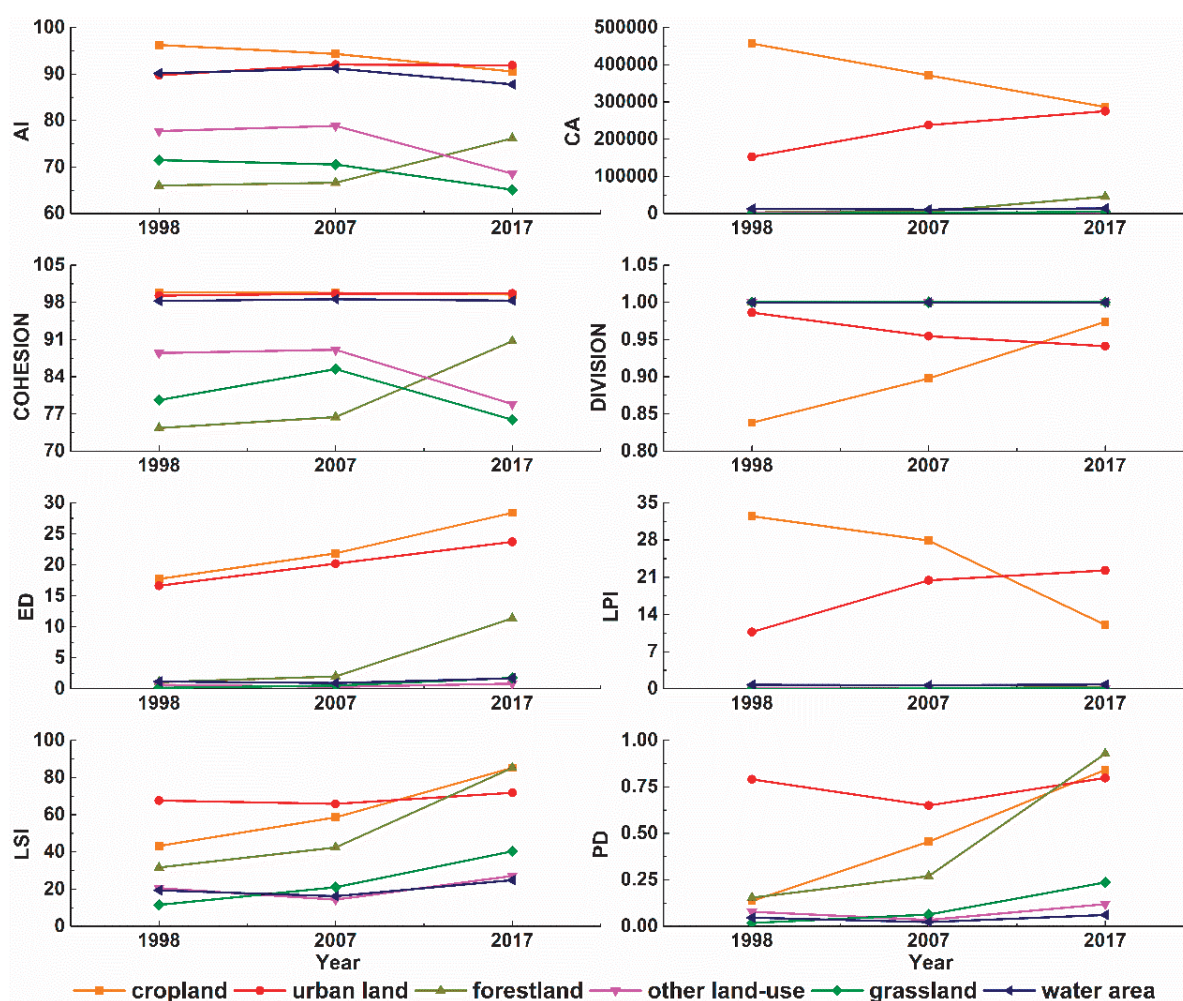 AI
100
90
80
70
60
1998 2007 2017
CA
500000
400000
300000
200000
100000
0
1998 2007 2017
COHESION
105
98
91
84
77
70
1998 2007 2017
DIVISION
1.05
1.00
0.95
0.90
0.85
0.80
1998 2007 2017
ED
30
25
20
15
10
5
0
1998 2007 2017
LPI
35
28
21
14
7
0
1998 2007 2017
LSI
100
80
60
40
20
0
1998 2007 2017
Year
PD
1.00
0.75
0.50
0.25
0.00
1998 2007 2017
Year
cropland urban land forestland other land-use grassland water area